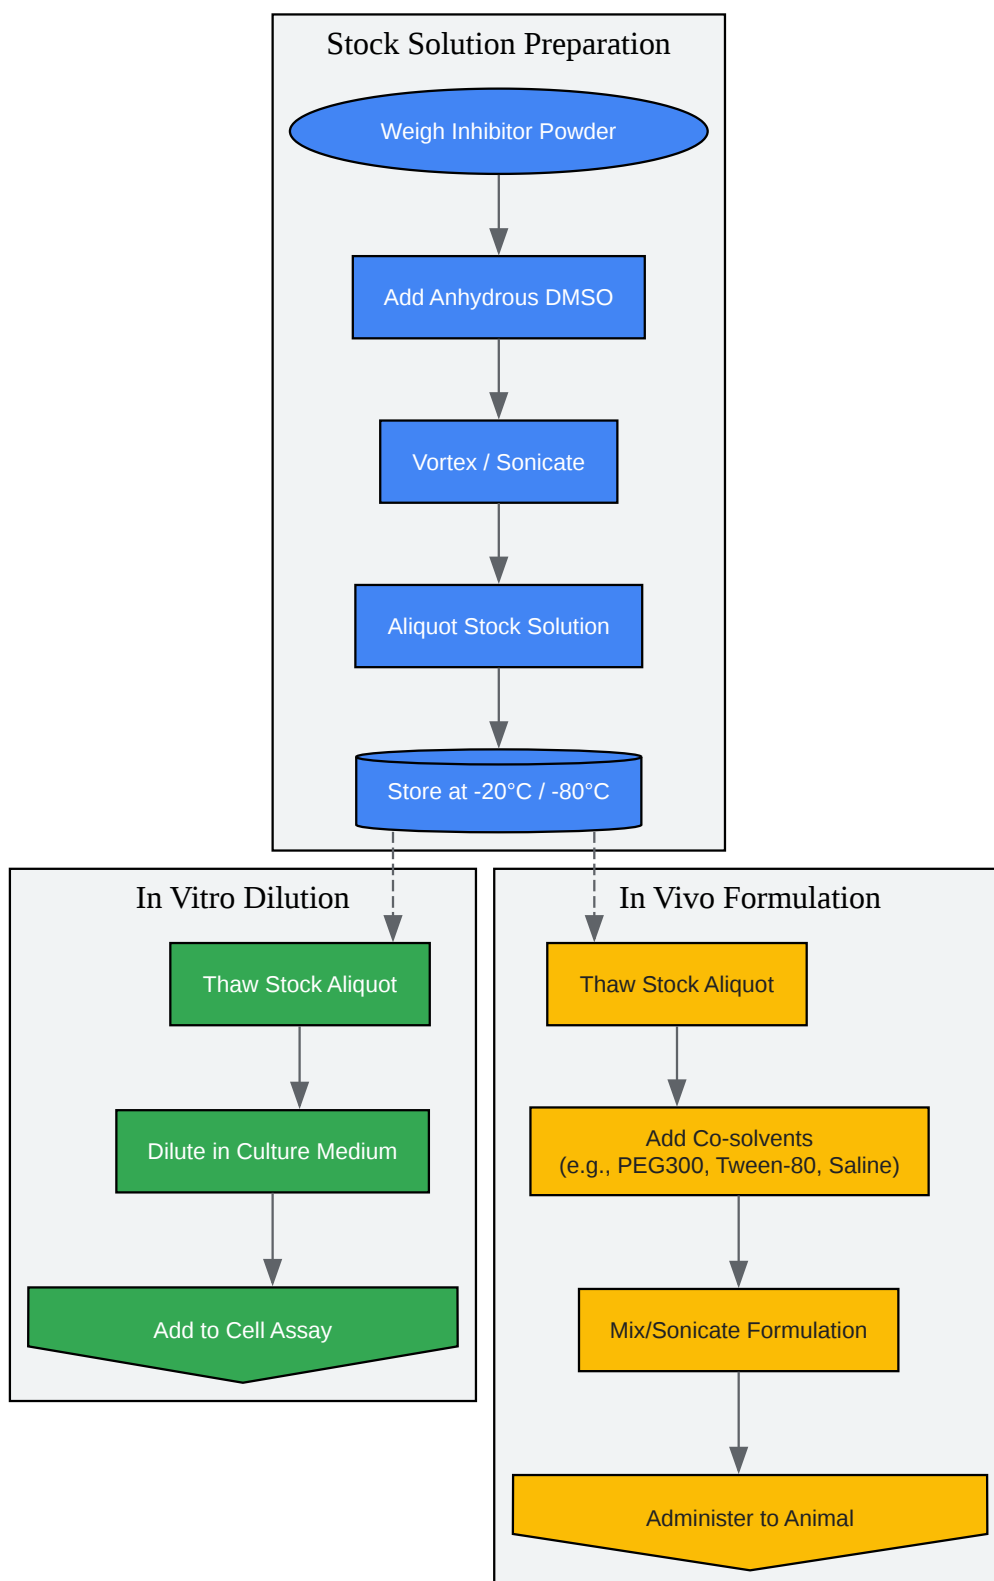 Stock Solution Preparation
Weigh Inhibitor Powder
Add Anhydrous DMSO
Vortex / Sonicate
Aliquot Stock Solution
Store at -20°C / -80°C
In Vitro Dilution
Thaw Stock Aliquot
Dilute in Culture Medium
Add to Cell Assay
In Vivo Formulation
Thaw Stock Aliquot
Add Co-solvents
(e.g., PEG300, Tween-80, Saline)
Mix/Sonicate Formulation
Administer to Animal